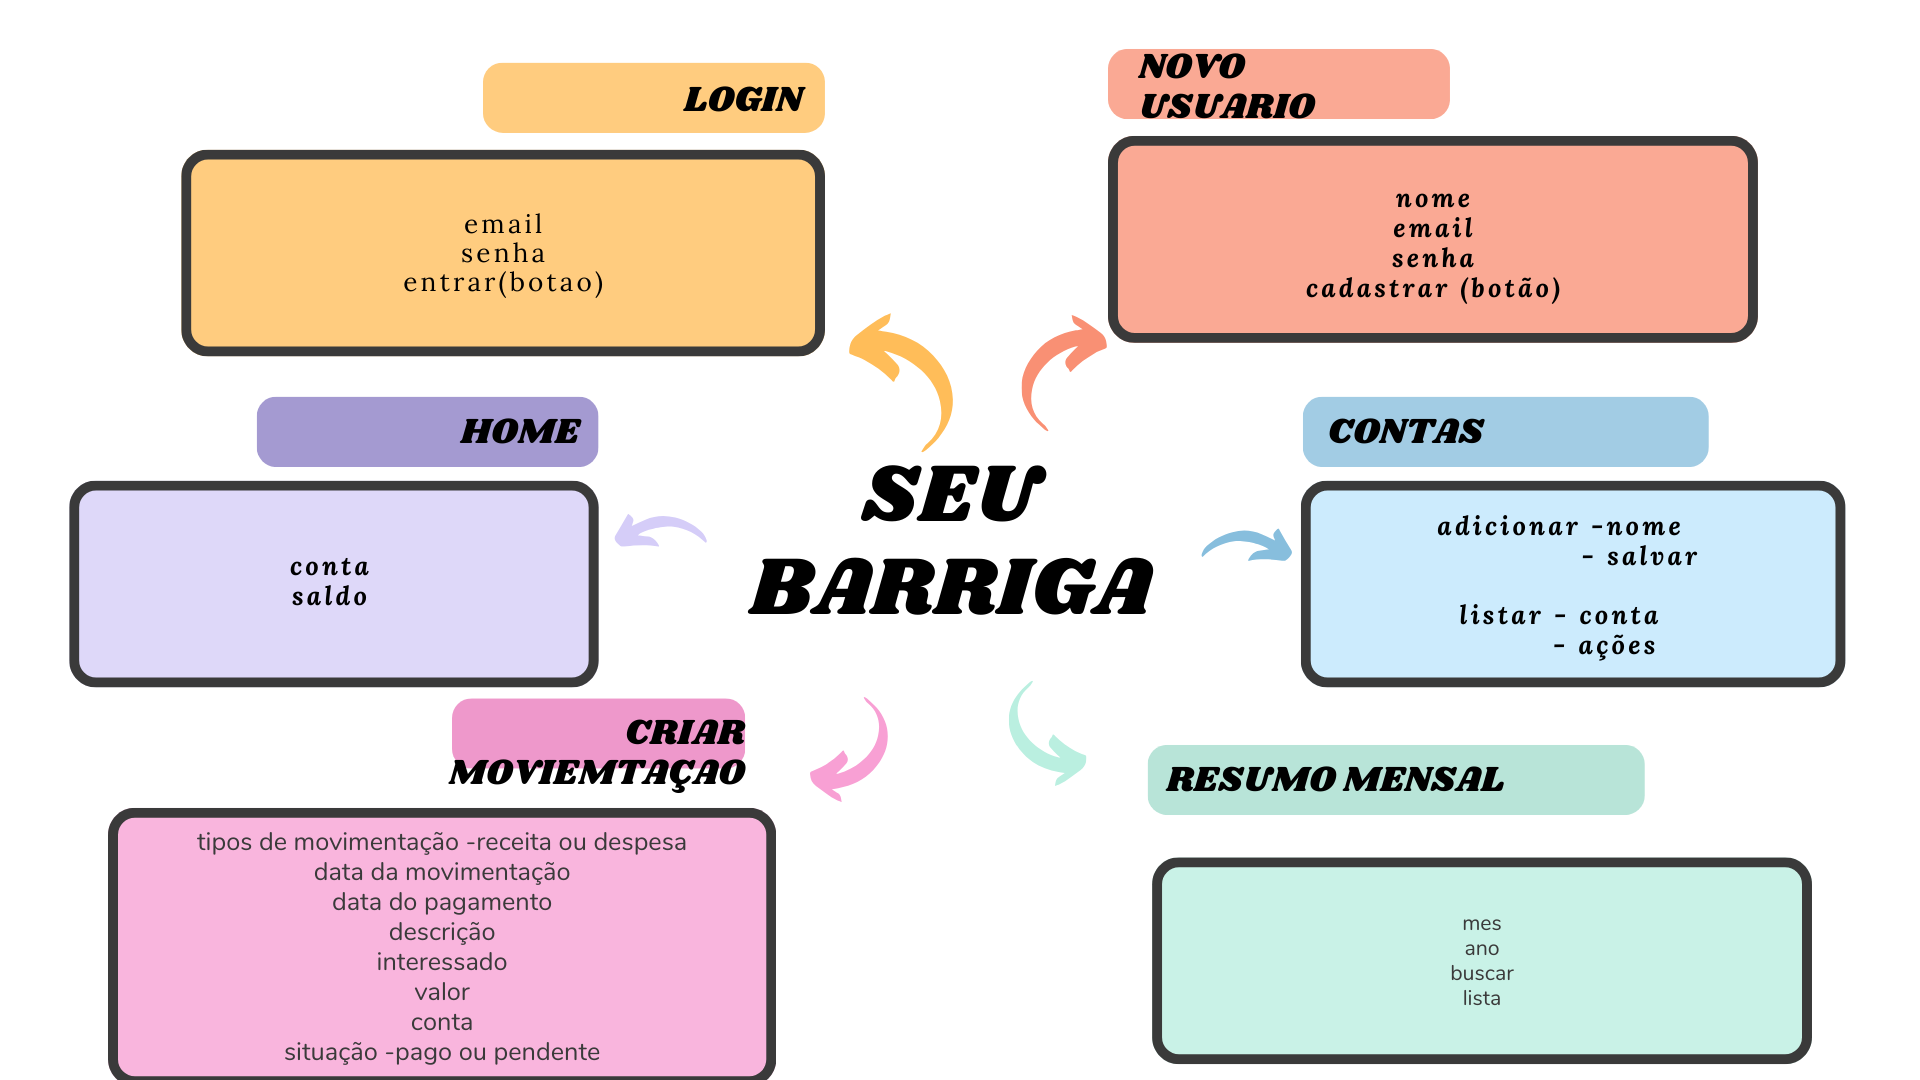 LOGIN
email
senha
entrar(botao)
NOVO
USUARIO
nome
email
senha
cadastrar (botão)
HOME
conta
saldo
SEU
BARRIGA
CONTAS
adicionar -nome
- salvar
listar - conta
- ações
CRIAR
MOVIEMTAÇAO
tipos de movimentação -receita ou despesa
data da movimentação
data do pagamento
descrição
interessado
valor
conta
situação -pago ou pendente
RESUMO MENSAL
mes
ano
buscar
lista